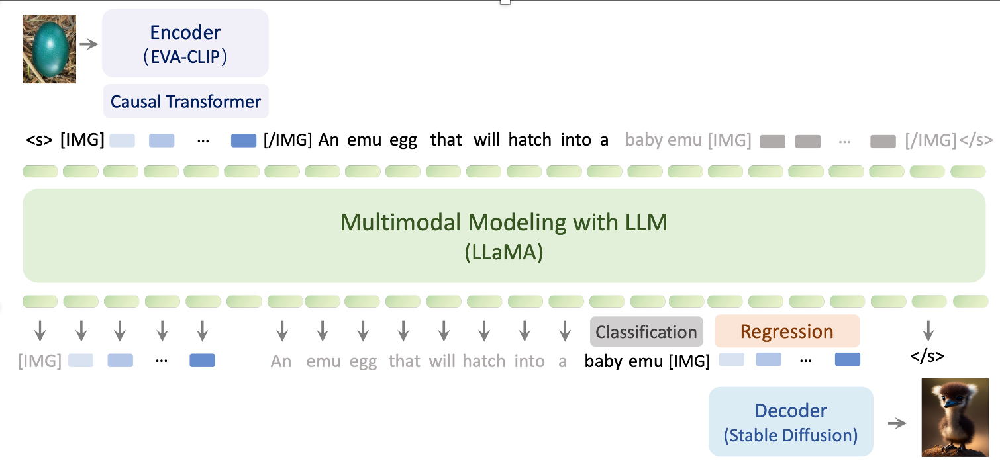 Encoder
(EVA-CLIP)
Causal Transformer
<s> [IMG] ... [/IMG] An emu egg that will hatch into a baby emu [IMG] ... [/IMG] </s>
Multimodal Modeling with LLM
(LLaMA)
Classification Regression
[IMG] ... An emu egg that will hatch into a baby emu [IMG] ... </s>
Decoder
(Stable Diffusion)